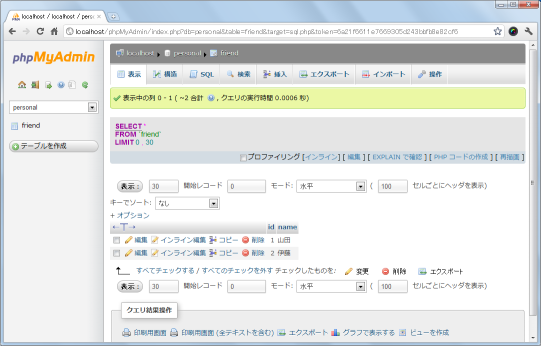 localhost / localhost / perso
localhost/phpMyAdmin/index.php?db=personal&table=friend&target=sql.php&token=
phpMyAdmin
localhost personal friend
表示 構造 SQL 検索 挿入 エクスポート インポート 操作
personal
friend
テーブルを作成
表示中の列 0 - 1 ( ~2 合計 , クエリの実行時間 0.0006 秒)
SELECT *
FROM `friend`
LIMIT 0 , 30
プロファイリング [インライン] [ 編集 ] [ EXPLAIN で確認 ] [ PHP コードの作成 ] [ 再描画 ]
表示 : 30 開始レコード 0 モード: 水平 ( 100 セルごとにヘッダを表示)
キーでソート: なし
+ オプション
←T→ id name
編集 インライン編集 コピー 削除 1 山田
編集 インライン編集 コピー 削除 2 伊藤
すべてチェックする / すべてのチェックを外す チェックしたものを: 変更 削除 エクスポート
表示 : 30 開始レコード 0 モード: 水平 ( 100 セルごとにヘッダを表示)
クエリ結果操作
印刷用画面 印刷用画面 (全テキストを含む) エクスポート グラフで表示する ビューを作成